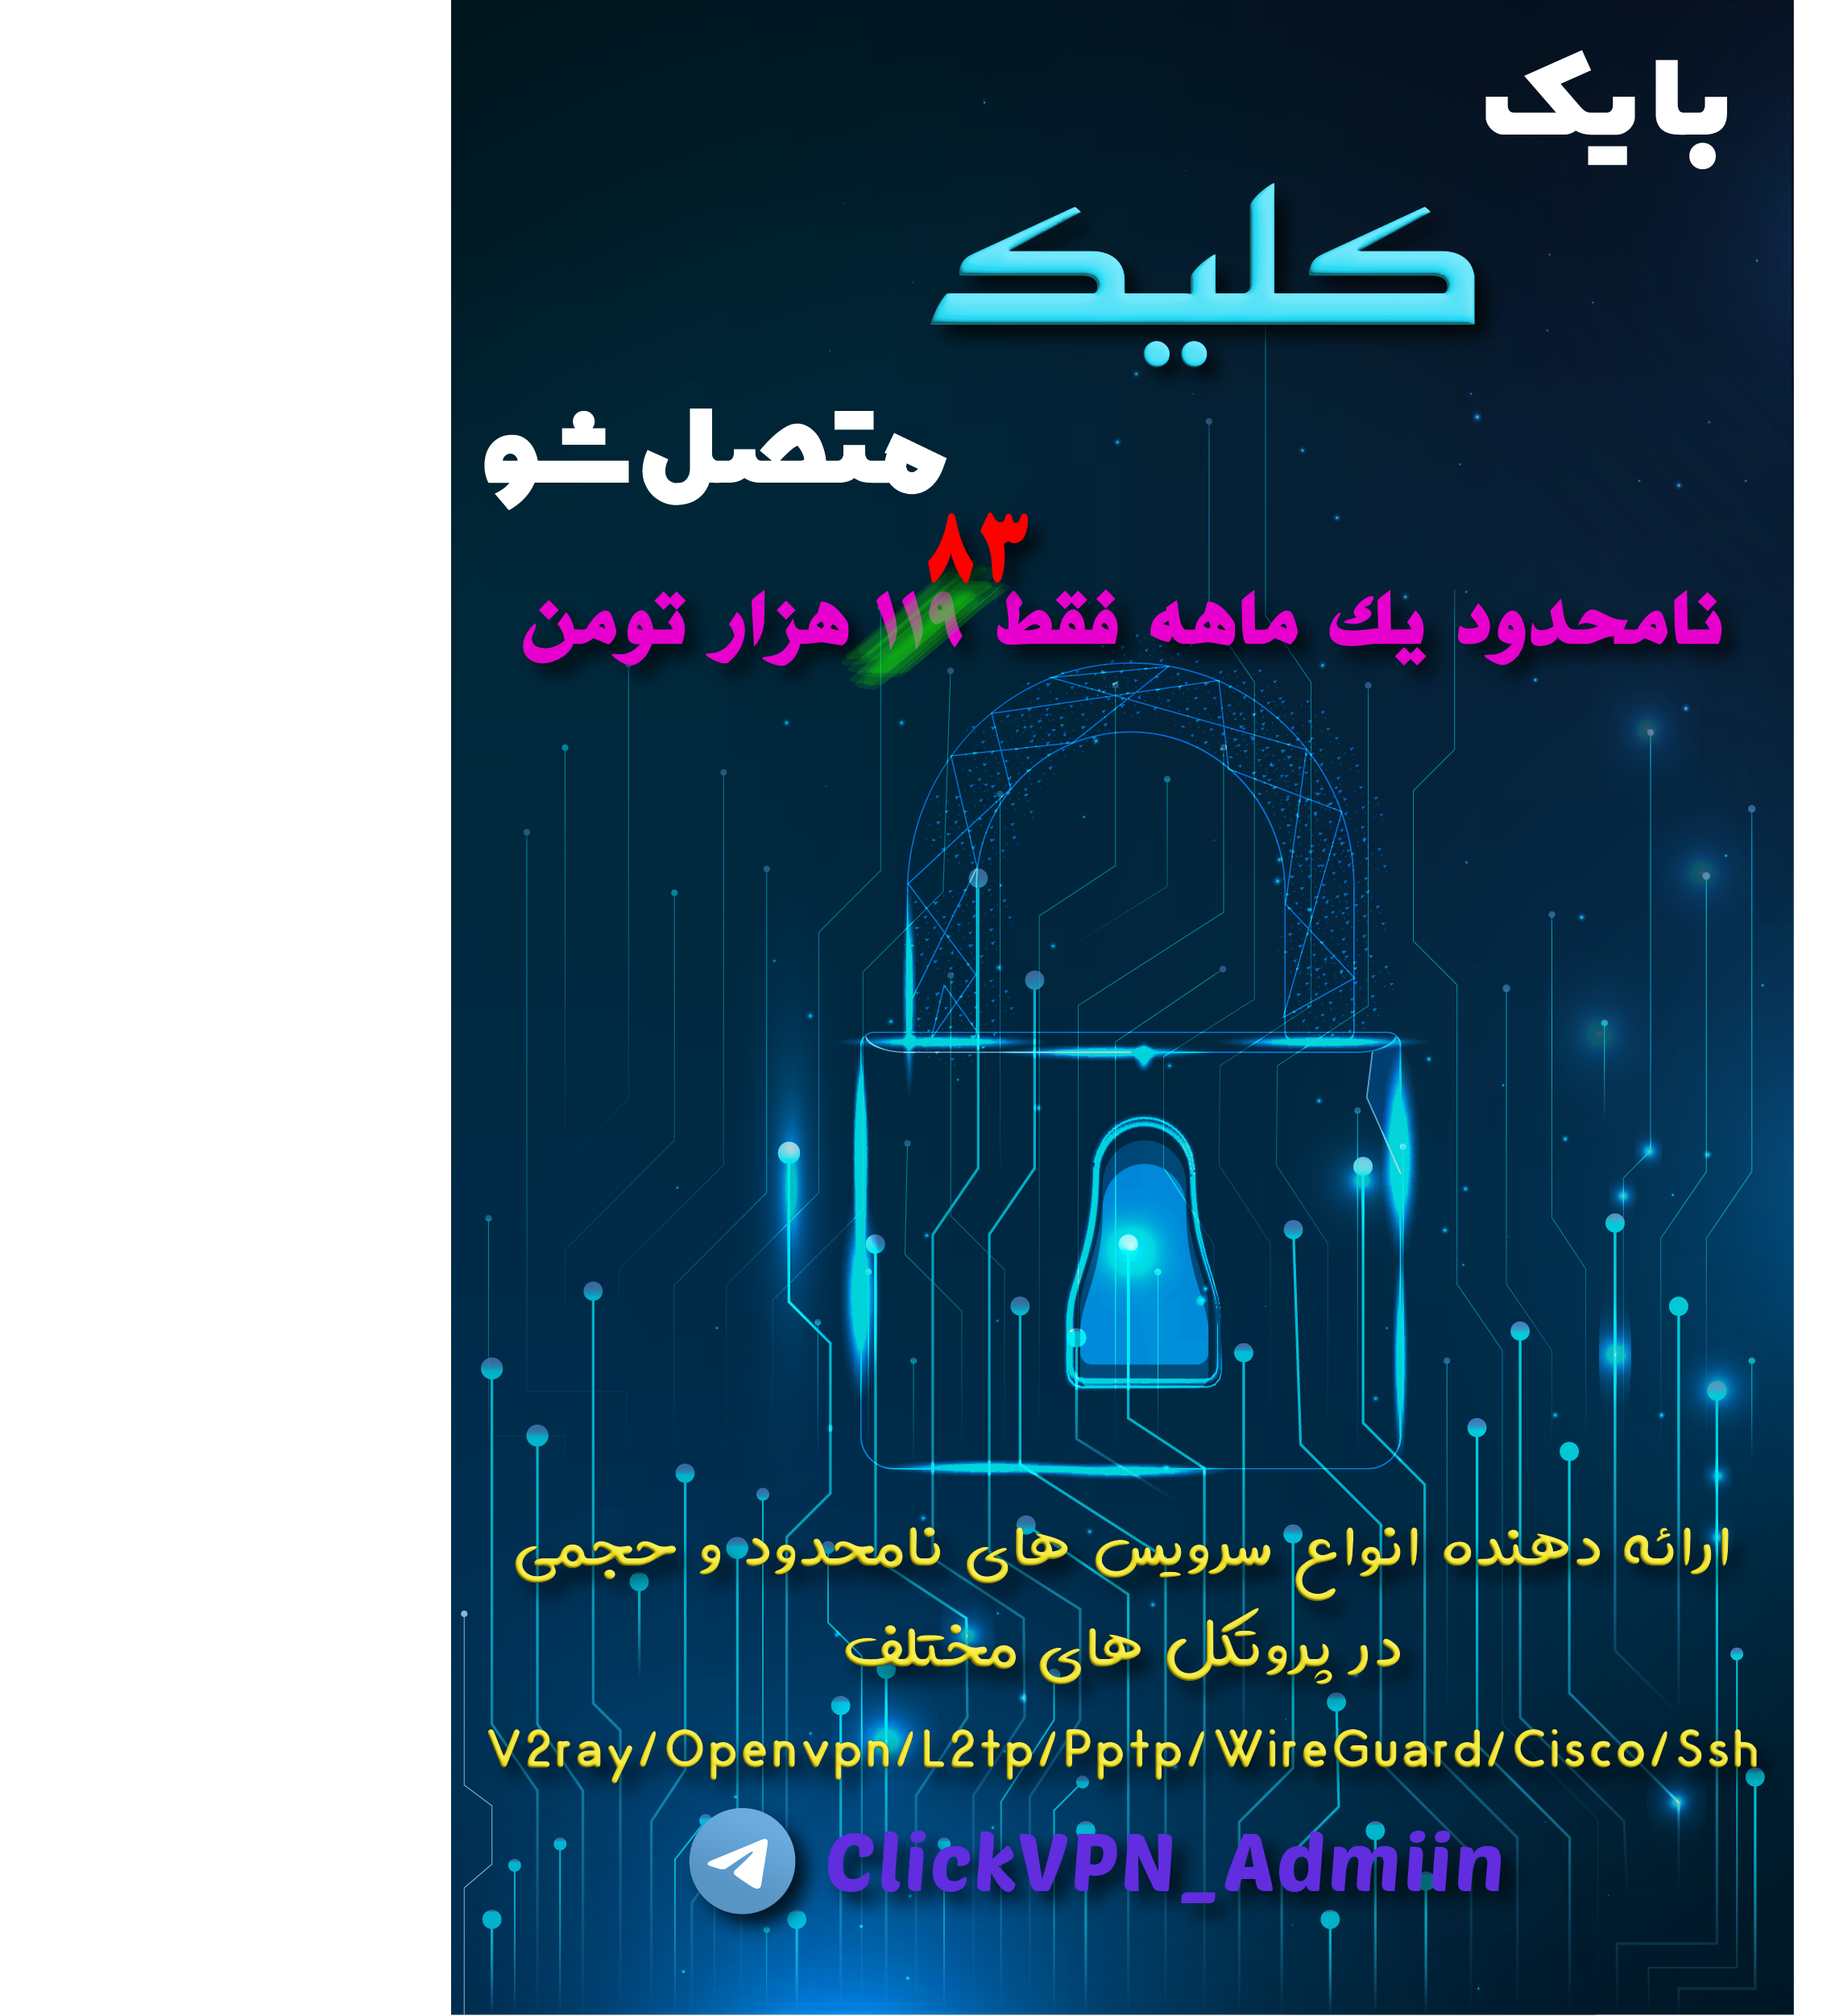 با یک
کلیک
متصل شو
۸۳
نامحدود یك ماهه فقط ۱۱۹ هزار تومن
ارائه دهنده انواع سرویس های نامحدود و حجمی
در پروتکل های مختلف
V2ray/Openvpn/L2tp/Pptp/WireGuard/Cisco/Ssh
ClickVPN_Admiin